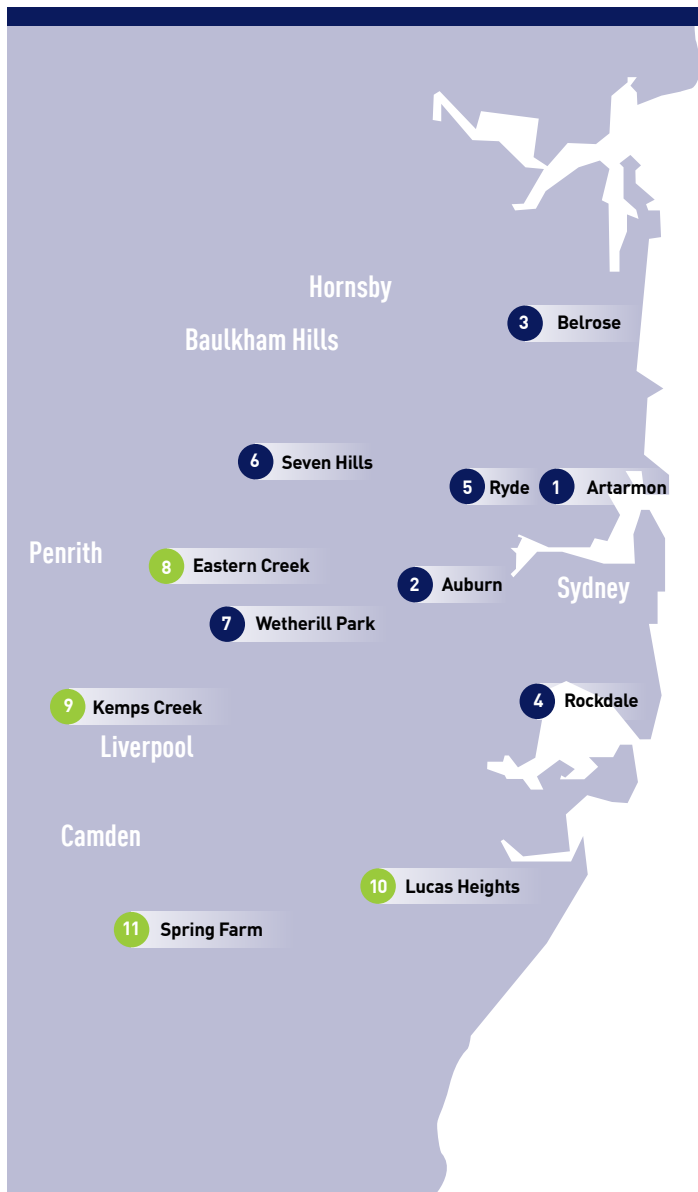 Hornsby
3 Belrose
Baulkham Hills
6 Seven Hills
5 Ryde
1 Artarmon
Penrith
8 Eastern Creek
2 Auburn
Sydney
7 Wetherill Park
4 Rockdale
9 Kemps Creek
Liverpool
Camden
10 Lucas Heights
11 Spring Farm